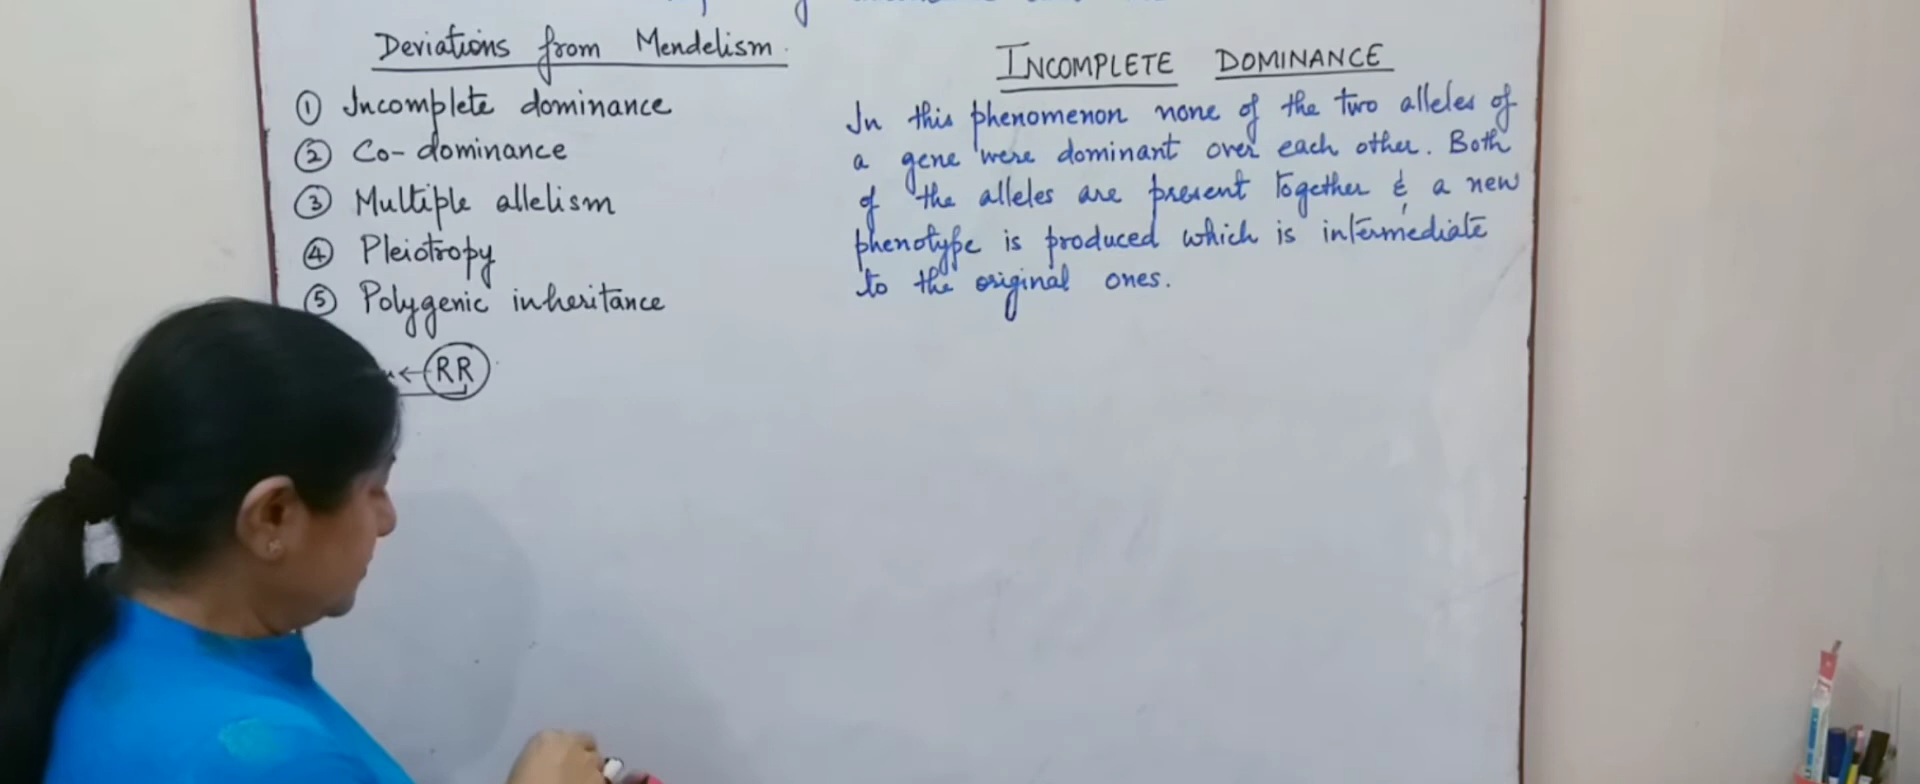 Deviations from Mendelism.
① Incomplete dominance
② Co-dominance
③ Multiple allelism
④ Pleiotropy
⑤ Polygenic inheritance
← RR
INCOMPLETE DOMINANCE
In this phenomenon none of the two alleles of
a gene were dominant over each other. Both
of the alleles are present together & a new
phenotype is produced which is intermediate
to the original ones.